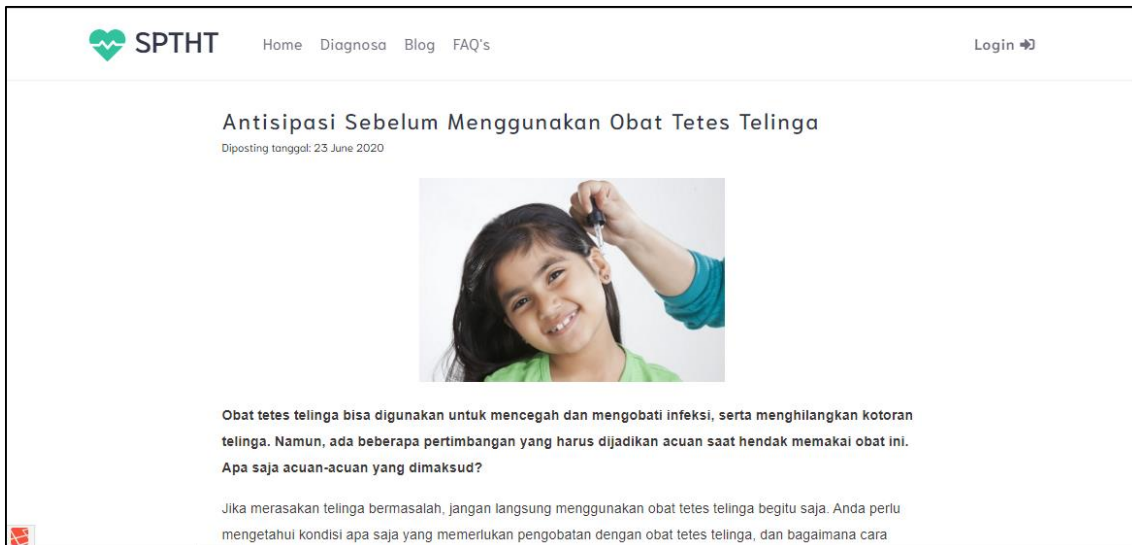 SPTHT Home Diagnosa Blog FAQ's Login
Antisipasi Sebelum Menggunakan Obat Tetes Telinga
Diposting tanggal: 23 June 2020
Obat tetes telinga bisa digunakan untuk mencegah dan mengobati infeksi, serta menghilangkan kotoran
telinga. Namun, ada beberapa pertimbangan yang harus dijadikan acuan saat hendak memakai obat ini.
Apa saja acuan-acuan yang dimaksud?
Jika merasakan telinga bermasalah, jangan langsung menggunakan obat tetes telinga begitu saja. Anda perlu
mengetahui kondisi apa saja yang memerlukan pengobatan dengan obat tetes telinga, dan bagaimana cara